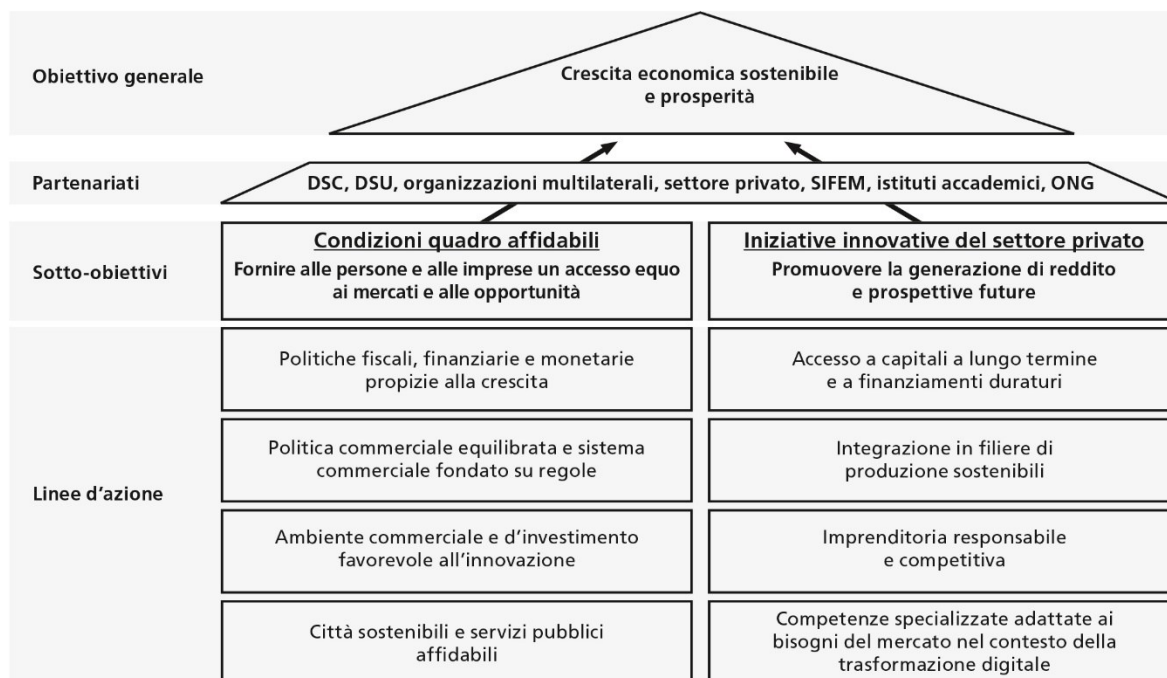 Obiettivo generale
Crescita economica sostenibile
e prosperità
Partenariati
DSC, DSU, organizzazioni multilaterali, settore privato, SIFEM, istituti accademici, ONG
Sotto-obiettivi
Condizioni quadro affidabili
Fornire alle persone e alle imprese un accesso equo
ai mercati e alle opportunità
Iniziative innovative del settore privato
Promuovere la generazione di reddito
e prospettive future
Linee d’azione
Politiche fiscali, finanziarie e monetarie
propizie alla crescita
Accesso a capitali a lungo termine
e a finanziamenti duraturi
Politica commerciale equilibrata e sistema
commerciale fondato su regole
Integrazione in filiere di
produzione sostenibili
Ambiente commerciale e d’investimento
favorevole all’innovazione
Imprenditoria responsabile
e competitiva
Città sostenibili e servizi pubblici
affidabili
Competenze specializzate adattate ai
bisogni del mercato nel contesto della
trasformazione digitale